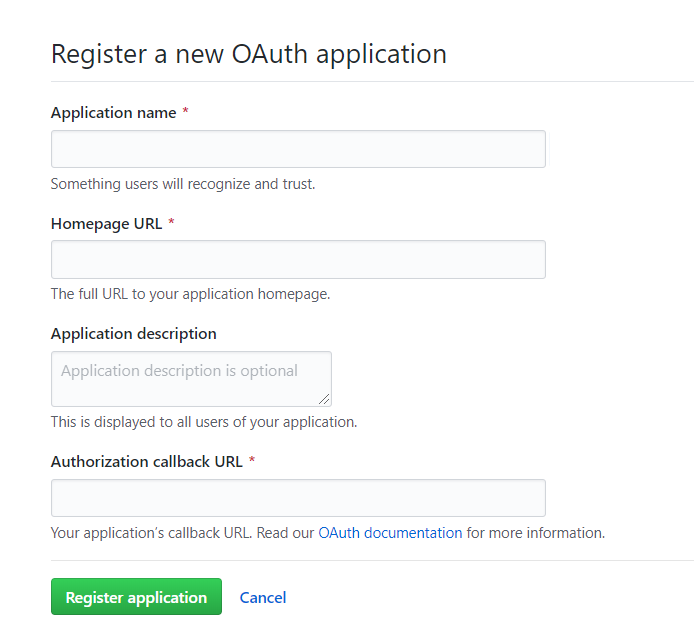 Register a new OAuth application
Application name *
Something users will recognize and trust.
Homepage URL *
The full URL to your application homepage.
Application description
Application description is optional
This is displayed to all users of your application.
Authorization callback URL *
Your application’s callback URL. Read our OAuth documentation for more information.
Register application Cancel